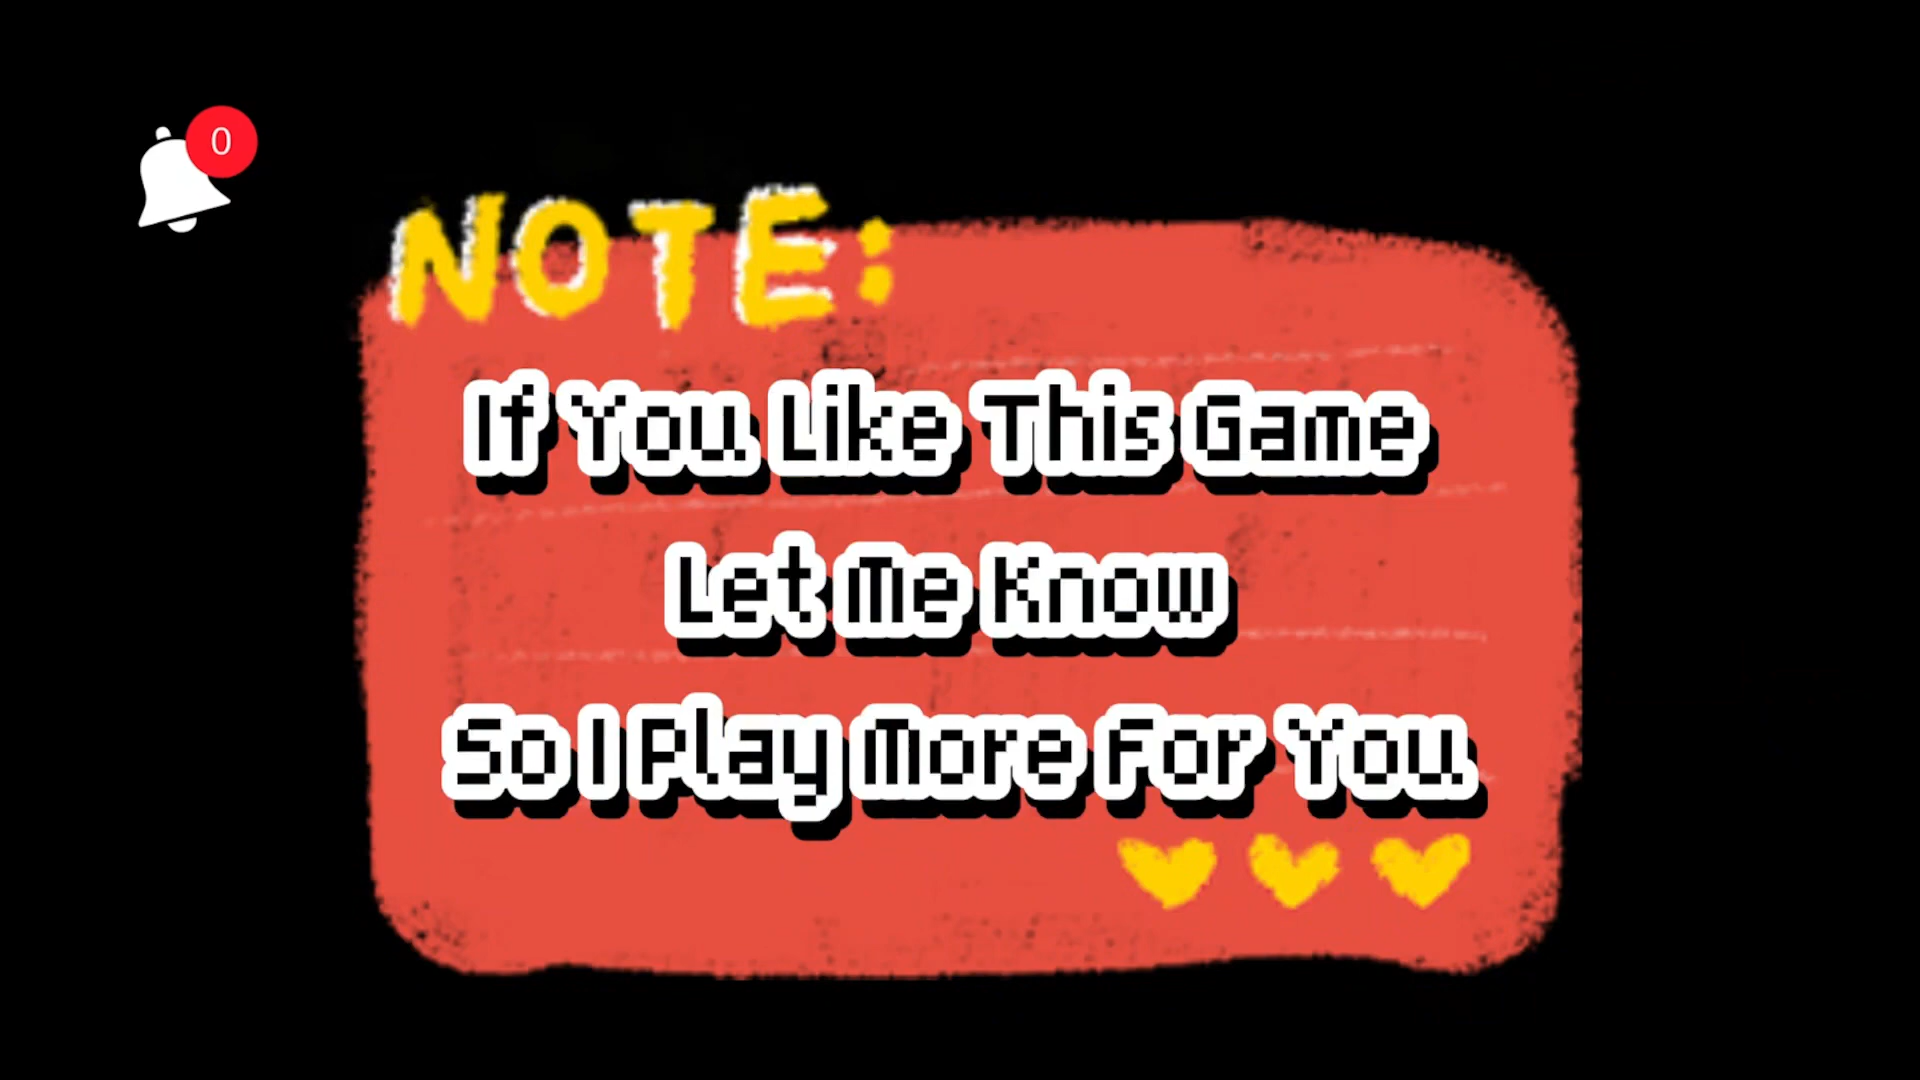 0
NOTE:
If You Like This Game
Let Me Know
So I Play More For You